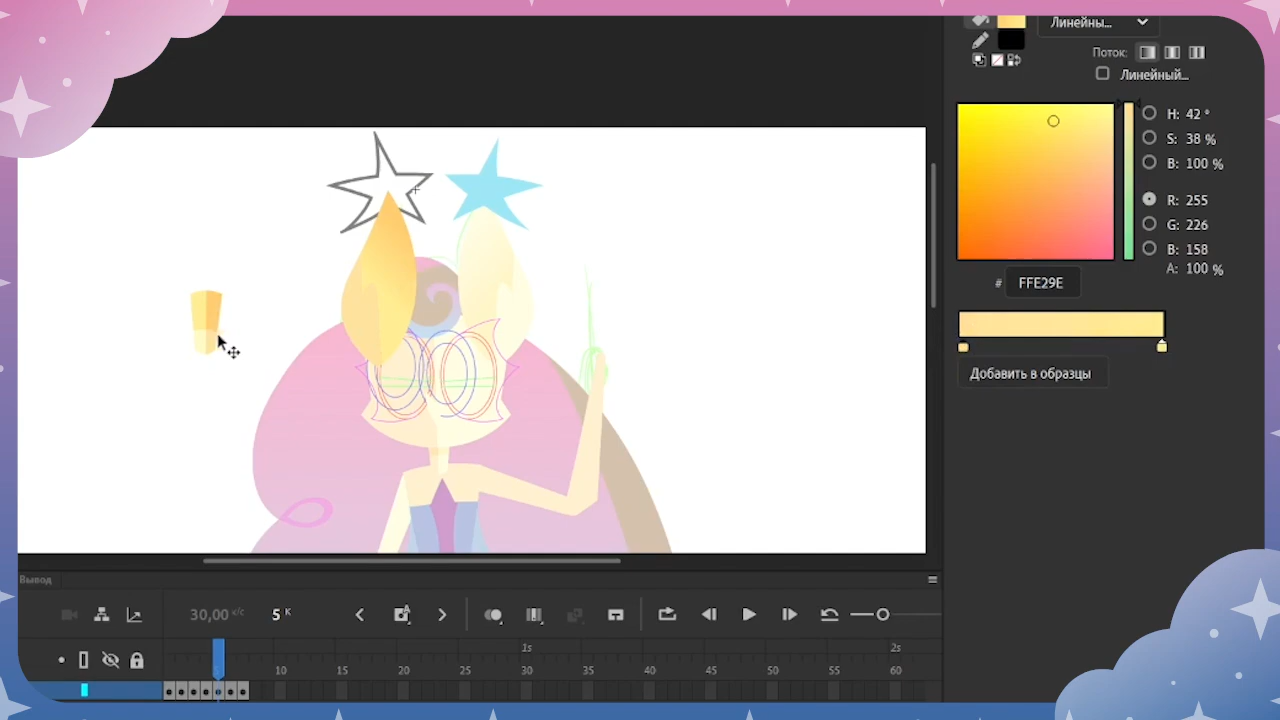 Линейны...
Поток:
Линейный...
H: 42 °
S: 38 %
B: 100 %
R: 255
G: 226
B: 158
A: 100 %
# FFE29E
Добавить в образцы
Вывод
30,00 к/с
5 К
1s
2s
5 10 15 20 25 30 35 40 45 50 55 60